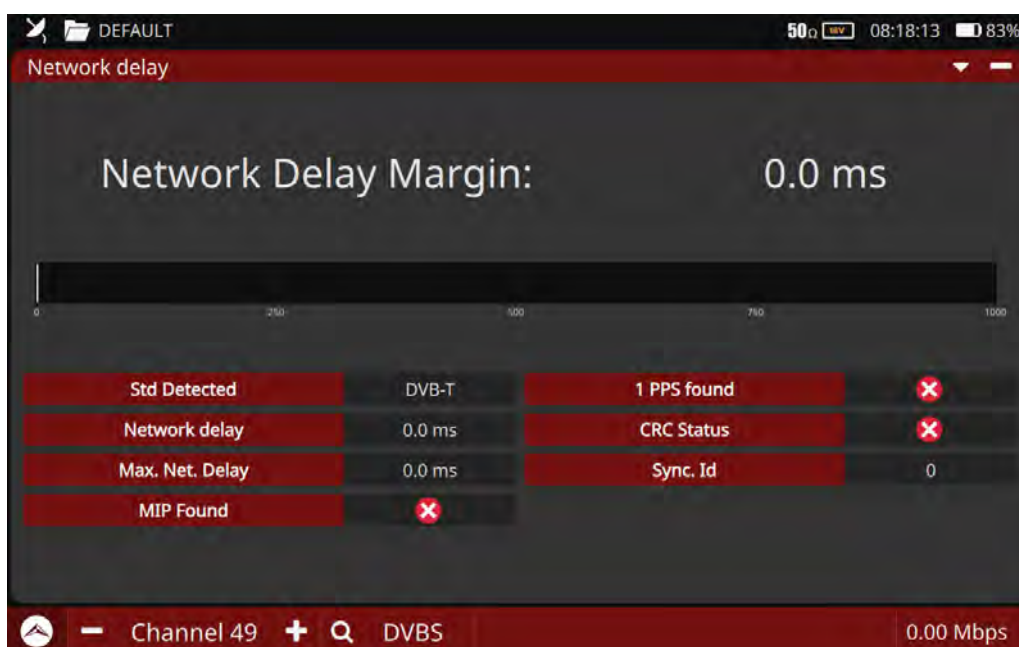 DEFAULT 50Ω 18V 08:18:13 83%
Network delay
Network Delay Margin: 0.0 ms
0 250 500 750 1000
Std Detected DVB-T 1 PPS found
Network delay 0.0 ms CRC Status
Max. Net. Delay 0.0 ms Sync. Id 0
MIP Found
Channel 49 DVBS 0.00 Mbps